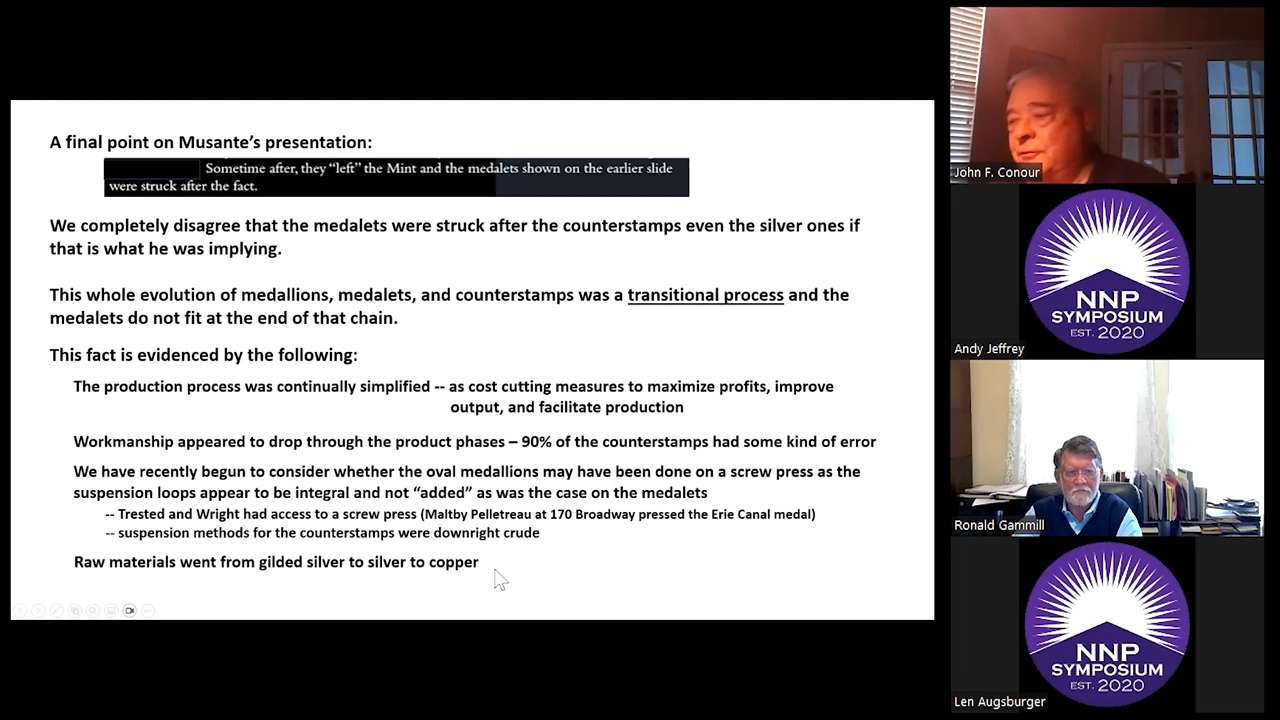 A final point on Musante's presentation:
Sometime after, they "left" the Mint and the medalets shown on the earlier slide
were struck after the fact.
We completely disagree that the medalets were struck after the counterstamps even the silver ones if
that is what he was implying.
This whole evolution of medallions, medalets, and counterstamps was a transitional process and the
medalets do not fit at the end of that chain.
This fact is evidenced by the following:
The production process was continually simplified -- as cost cutting measures to maximize profits, improve
output, and facilitate production
Workmanship appeared to drop through the product phases – 90% of the counterstamps had some kind of error
We have recently begun to consider whether the oval medallions may have been done on a screw press as the
suspension loops appear to be integral and not “added” as was the case on the medalets
-- Trested and Wright had access to a screw press (Maltby Pelletreau at 170 Broadway pressed the Erie Canal medal)
-- suspension methods for the counterstamps were downright crude
Raw materials went from gilded silver to silver to copper
John F. Conour
NNP
SYMPOSIUM
EST. 2020
Andy Jeffrey
Ronald Gammill
NNP
SYMPOSIUM
EST. 2020
Len Augsburger